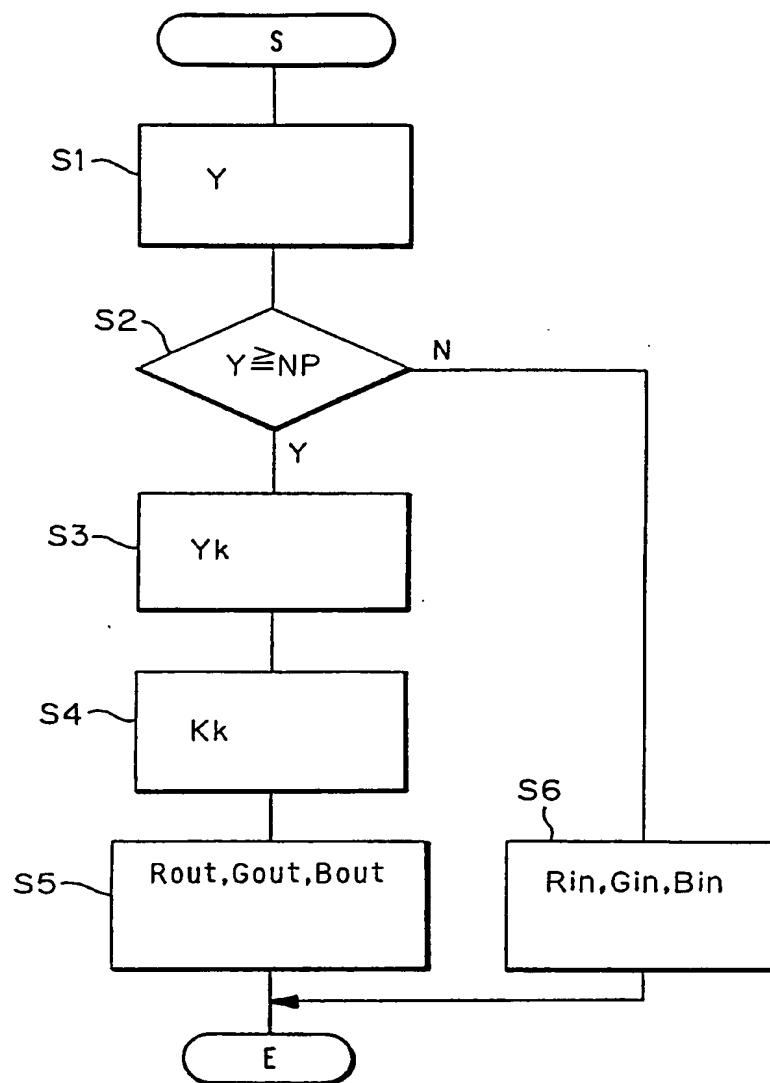 S
S1
Y
S2
Y≧NP
N
Y
S3
Yk
S4
Kk
S6
S5
Rout,Gout,Bout
Rin,Gin,Bin
E